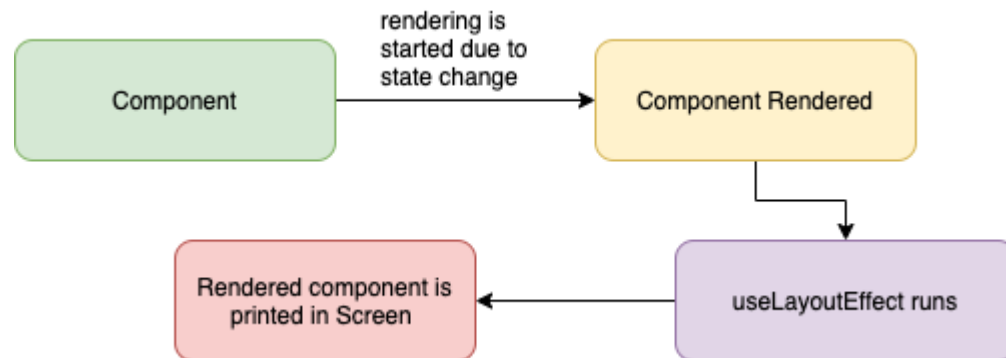 rendering is
started due to
state change
Component
Component Rendered
Rendered component is
printed in Screen
useLayoutEffect runs